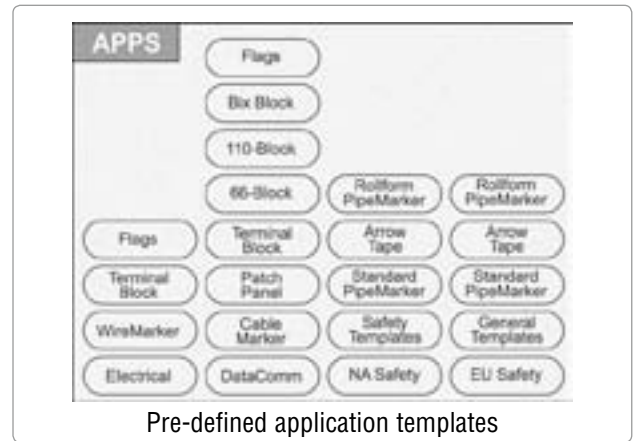 APPS
Flags
Bix Block
110-Block
66-Block
Rollform
PipeMarker
Rollform
PipeMarker
Flags
Terminal
Block
Arrow
Tape
Arrow
Tape
Terminal
Block
Patch
Panel
Standard
PipeMarker
Standard
PipeMarker
WireMarker
Cable
Marker
Safety
Templates
General
Templates
Electrical
DataComm
NA Safety
EU Safety
Pre-defined application templates